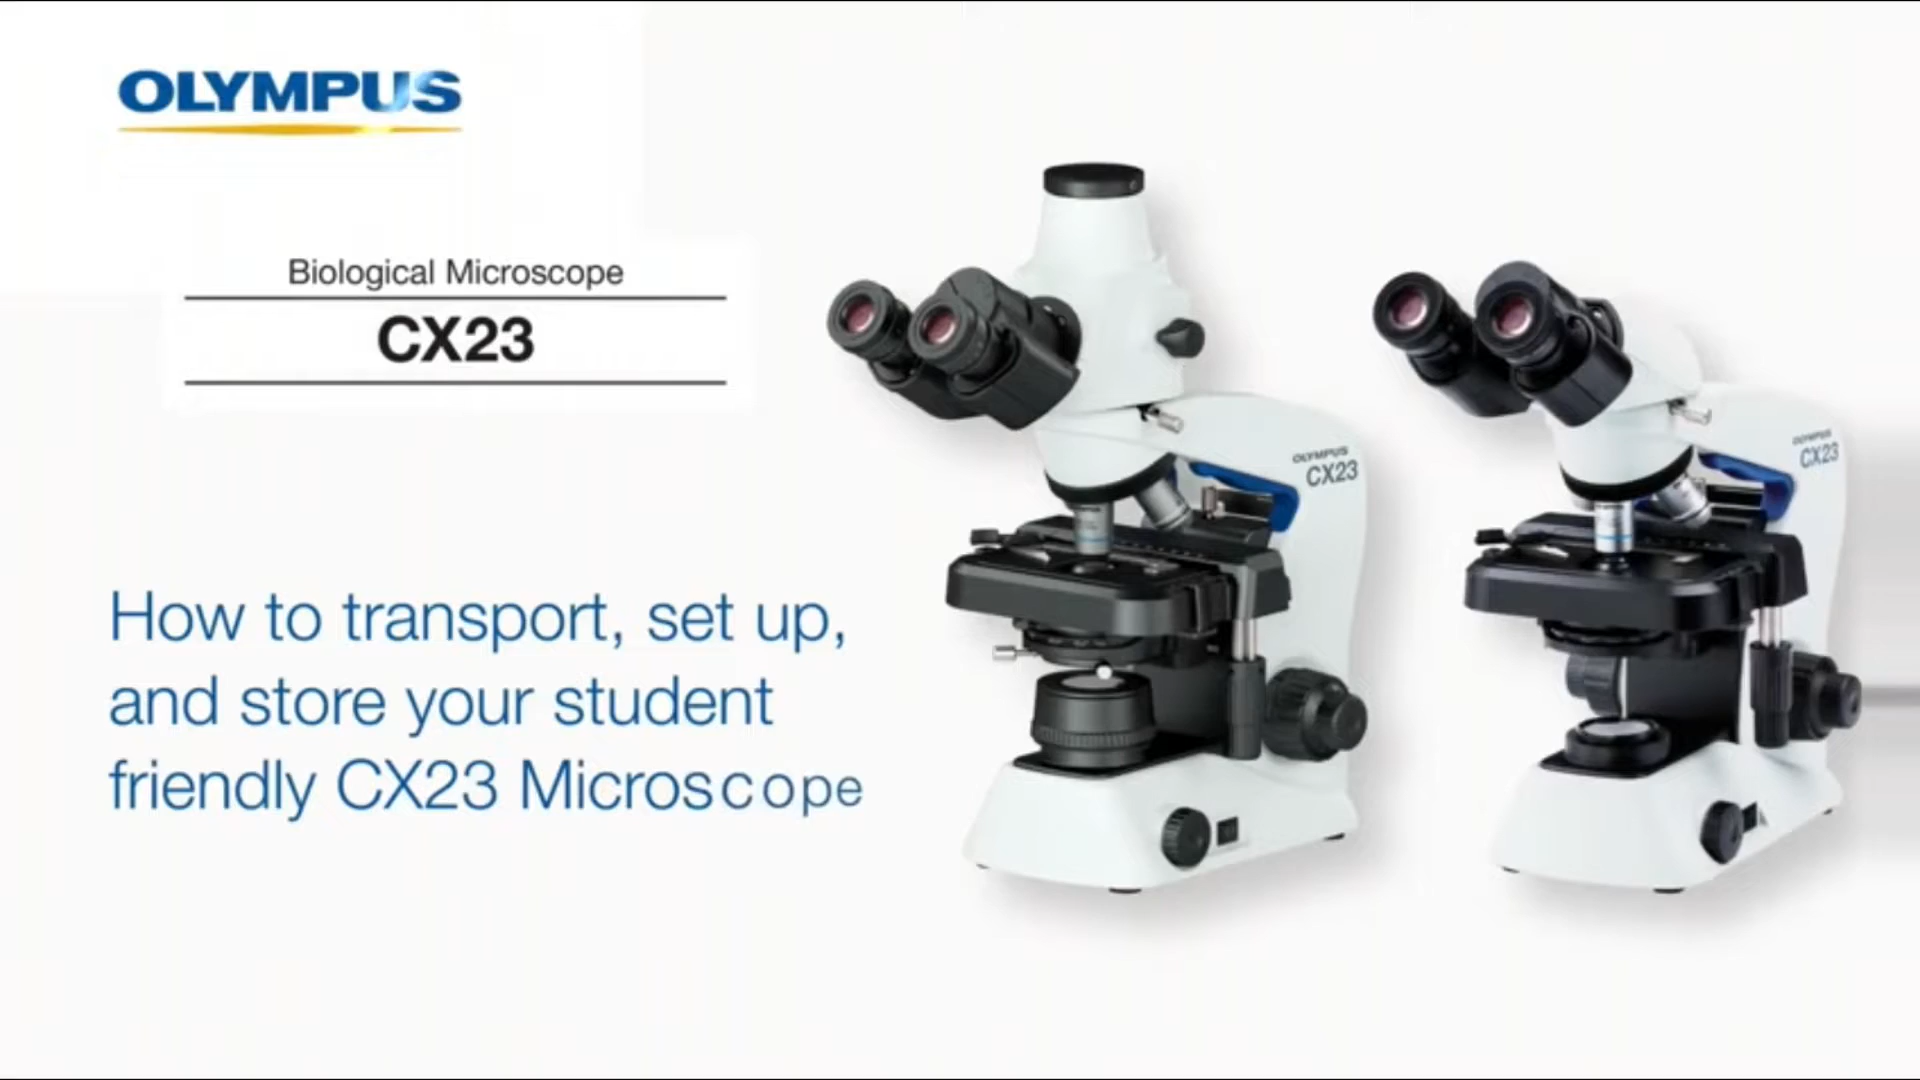 OLYMPUS
Biological Microscope
CX23
How to transport, set up,
and store your student
friendly CX23 Microscope
OLYMPUS
CX23
OLYMPUS
CX23